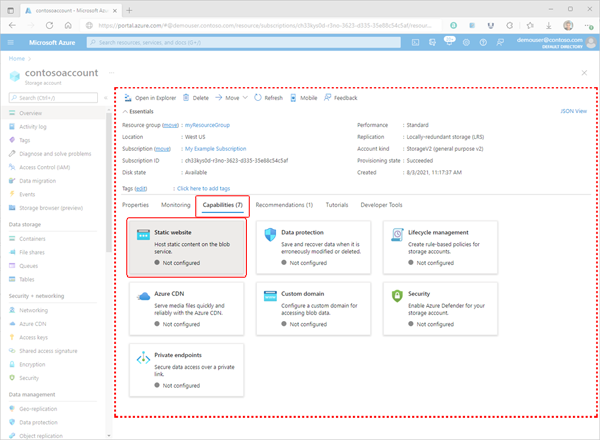 https://portal.azure.com/#@demouser.contoso.com/resource/subscriptions/ch33kys0d-r3no-3623-d335-35e88c54c5af/resour...
Microsoft Azure
Search resources, services, and docs (G+/)
demouser@contoso.com
DEFAULT DIRECTORY
Home >
contosoaccount
Storage account
Search (Ctrl+/)
Overview
Activity log
Tags
Diagnose and solve problems
Access Control (IAM)
Data migration
Events
Storage browser (preview)
Data storage
Containers
File shares
Queues
Tables
Security + networking
Networking
Azure CDN
Access keys
Shared access signature
Encryption
Security
Data management
Geo-replication
Data protection
Object replication
Open in Explorer Delete Move Refresh Mobile Feedback
Essentials
JSON View
Resource group (move) : myResourceGroup
Location : West US
Subscription (move) : My Example Subscription
Subscription ID : ch33kys0d-r3no-3623-d335-35e88c54c5af
Disk state : Available
Performance : Standard
Replication : Locally-redundant storage (LRS)
Account kind : StorageV2 (general purpose v2)
Provisioning state : Succeeded
Created : 8/3/2021, 11:17:37 AM
Tags (edit) : Click here to add tags
Properties Monitoring Capabilities (7) Recommendations (1) Tutorials Developer Tools
Static website
Host static content on the blob
service.
Not configured
Data protection
Save and recover data when it is
erroneously modified or deleted.
Not configured
Lifecycle management
Create rule-based policies for
storage accounts.
Not configured
Azure CDN
Serve media files quickly and
reliably with the Azure CDN.
Not configured
Custom domain
Configure a custom domain for
accessing blob data.
Not configured
Security
Enable Azure Defender for your
storage account.
Not configured
Private endpoints
Secure data access over a private
link.
Not configured